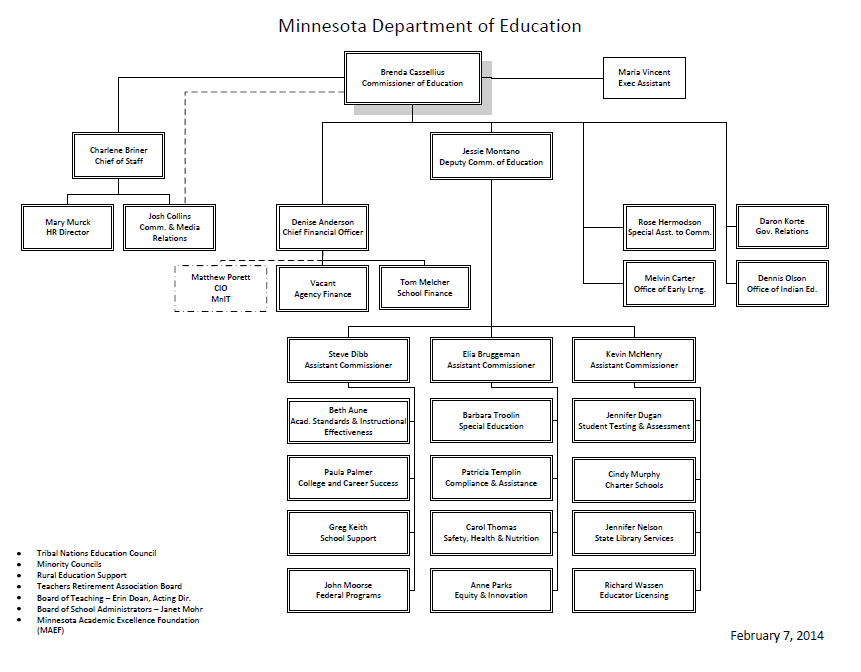 Minnesota Department of Education
Brenda Cassellius
Commissioner of Education
Maria Vincent
Exec Assistant
Charlene Briner
Chief of Staff
Jessie Montano
Deputy Comm. of Education
Mary Murck
HR Director
Josh Collins
Comm. & Media
Relations
Denise Anderson
Chief Financial Officer
Rose Hermodson
Special Asst. to Comm.
Daron Korte
Gov. Relations
Matthew Porett
CIO
MnIT
Vacant
Agency Finance
Tom Melcher
School Finance
Melvin Carter
Office of Early Lrng.
Dennis Olson
Office of Indian Ed.
Steve Dibb
Assistant Commissioner
Elia Bruggeman
Assistant Commissioner
Kevin McHenry
Assistant Commissioner
Beth Aune
Acad. Standards & Instructional
Effectiveness
Barbara Troolin
Special Education
Jennifer Dugan
Student Testing & Assessment
Paula Palmer
College and Career Success
Patricia Templin
Compliance & Assistance
Cindy Murphy
Charter Schools
Greg Keith
School Support
Carol Thomas
Safety, Health & Nutrition
Jennifer Nelson
State Library Services
John Moorse
Federal Programs
Anne Parks
Equity & Innovation
Richard Wassen
Educator Licensing
• Tribal Nations Education Council
• Minority Councils
• Rural Education Support
• Teachers Retirement Association Board
• Board of Teaching – Erin Doan, Acting Dir.
• Board of School Administrators – Janet Mohr
• Minnesota Academic Excellence Foundation
(MAEF)
February 7, 2014